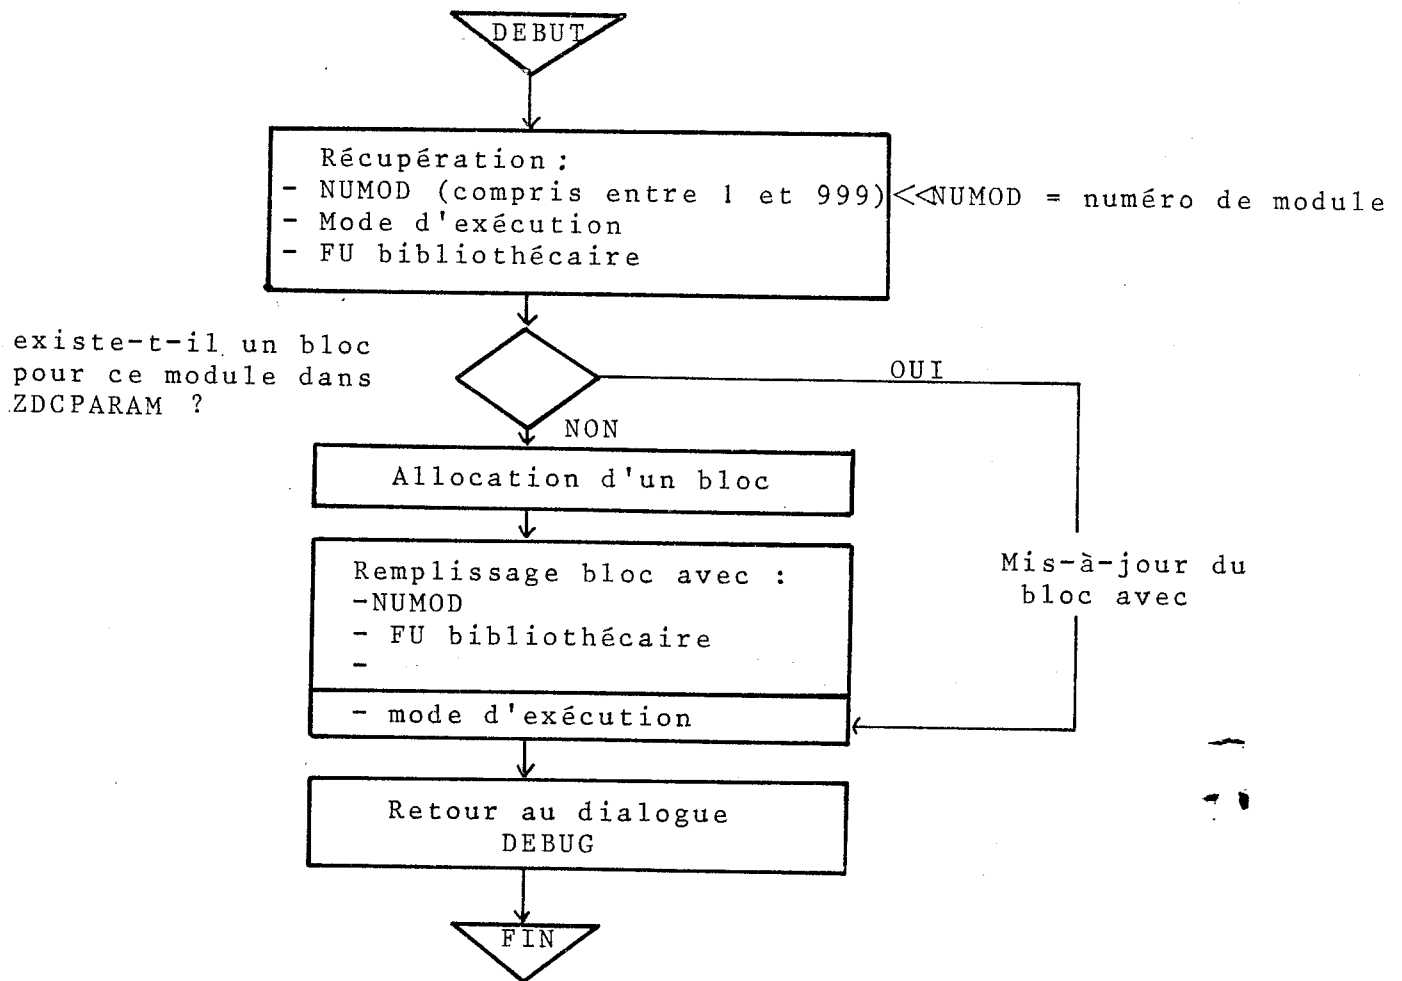 DEBUT
Récupération :
- NUMOD (compris entre 1 et 999)
<<NUMOD = numéro de module
- Mode d'exécution
- FU bibliothécaire
existe-t-il un bloc
pour ce module dans
ZDCPARAM ?
OUI
NON
Allocation d'un bloc
Remplissage bloc avec :
-NUMOD
- FU bibliothécaire
-
- mode d'exécution
Mis-à-jour du
bloc avec
Retour au dialogue
DEBUG
FIN